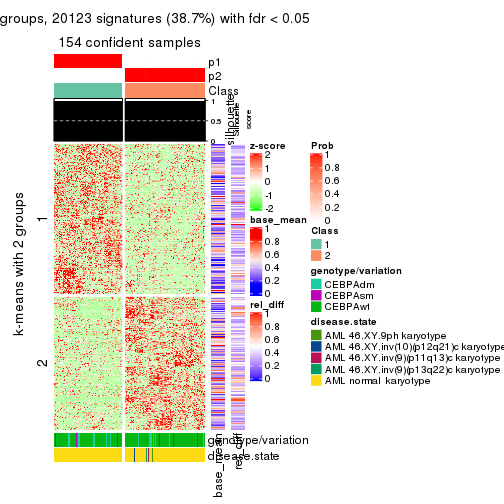 groups, 20123 signatures (38.7%) with fdr < 0.05
154 confident samples
p1
p2
Class
1
0.5
0
silhouette
score
silhouette
k-means with 2 groups
1
2
genotype/variation
disease.state
base_mean
rel_diff
z-score
2
1
0
-1
-2
base_mean
1
0.8
0.6
0.4
0.2
0
rel_diff
1
0.8
0.6
0.4
0.2
0
Prob
1
0.8
0.6
0.4
0.2
0
Class
1
2
genotype/variation
CEBPAdm
CEBPAsm
CEBPAwt
disease.state
AML 46.XY.9ph karyotype
AML 46.XY.inv(10)(p12q21)c karyotype
AML 46.XY.inv(9)(p11q13)c karyotype
AML 46.XY.inv(9)(p13q22)c karyotype
AML normal karyotype